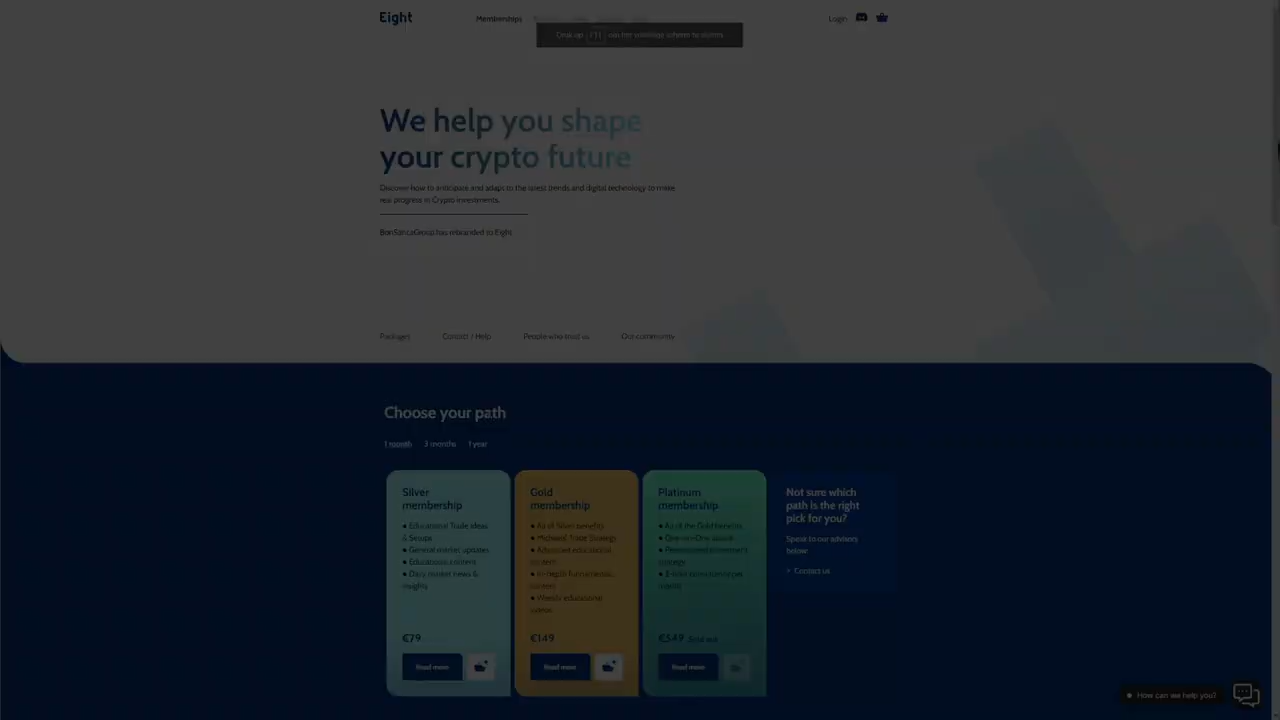 Eight
Memberships
Login
We help you shape
your crypto future
Discover how to anticipate and adapt to the latest trends and digital technology to make
real progress in Crypto investments.
BonSancaGroup has rebranded to Eight
Packages
Contact / Help
People who trust us
Our community
Choose your path
1 month
3 months
1 year
Silver
membership
• Educational Trade Ideas
& Setups
• General market updates
• Educational content
• Daily market news &
insights
€79
Read more
Gold
membership
• All of Silver benefits
• Midweek Trade Strategy
• Advanced educational
content
• In-depth fundamental
content
• Weekly educational
videos
€149
Read more
Platinum
membership
• All of the Gold benefits
• One-on-One
• Personalised investment
strategy
€349 Sold out
Read more
Not sure which
path is the right
pick for you?
Speak to our advisors
below:
> Contact us
How can we help you?